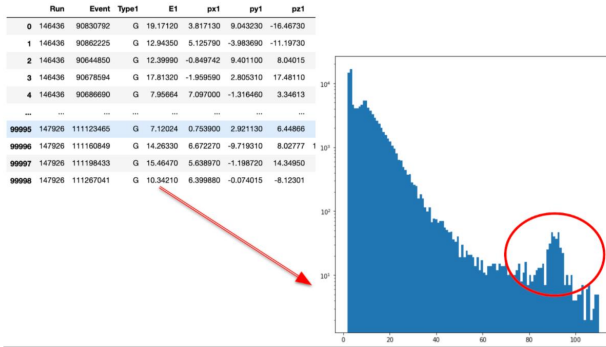 Run Event Type1 E1 px1 py1 pz1
0 146436 90830792 G 19.17120 3.817130 9.043230 -16.46730
1 146436 90862225 G 12.94350 5.125790 -3.983690 -11.19730
2 146436 90644850 G 12.39990 -0.849742 9.401100 8.04015
3 146436 90678594 G 17.81320 -1.959590 2.805310 17.48110
4 146436 90686690 G 7.95664 7.097000 -1.316460 3.34613
... ... ... ... ... ... ... ...
99995 147926 111123465 G 7.12024 0.753900 2.921130 6.44866
99996 147926 111160849 G 14.26330 6.672270 -9.719310 8.02777 1
99997 147926 111198433 G 15.46470 5.638970 -1.198720 14.34950
99998 147926 111267041 G 10.34210 6.399880 -0.074015 -8.12301
10⁴
10³
10²
10¹
0 20 40 60 80 100